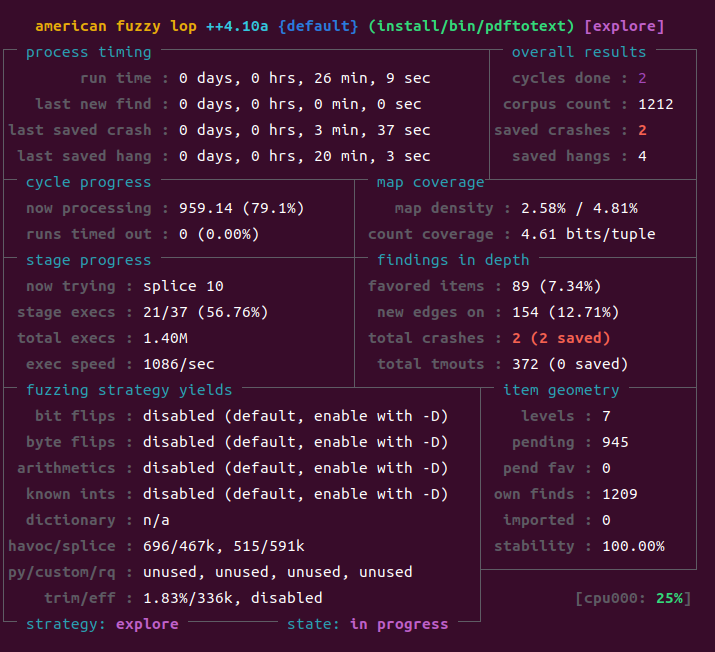 american fuzzy lop ++4.10a {default} (install/bin/pdftotext) [explore]
process timing overall results
run time : 0 days, 0 hrs, 26 min, 9 sec cycles done : 2
last new find : 0 days, 0 hrs, 0 min, 0 sec corpus count : 1212
last saved crash : 0 days, 0 hrs, 3 min, 37 sec saved crashes : 2
last saved hang : 0 days, 0 hrs, 20 min, 3 sec saved hangs : 4
cycle progress map coverage
now processing : 959.14 (79.1%) map density : 2.58% / 4.81%
runs timed out : 0 (0.00%) count coverage : 4.61 bits/tuple
stage progress findings in depth
now trying : splice 10 favored items : 89 (7.34%)
stage execs : 21/37 (56.76%) new edges on : 154 (12.71%)
total execs : 1.40M total crashes : 2 (2 saved)
exec speed : 1086/sec total tmouts : 372 (0 saved)
fuzzing strategy yields item geometry
bit flips : disabled (default, enable with -D) levels : 7
byte flips : disabled (default, enable with -D) pending : 945
arithmetics : disabled (default, enable with -D) pend fav : 0
known ints : disabled (default, enable with -D) own finds : 1209
dictionary : n/a imported : 0
havoc/splice : 696/467k, 515/591k stability : 100.00%
py/custom/rq : unused, unused, unused, unused
trim/eff : 1.83%/336k, disabled [cpu000: 25%]
strategy: explore state: in progress